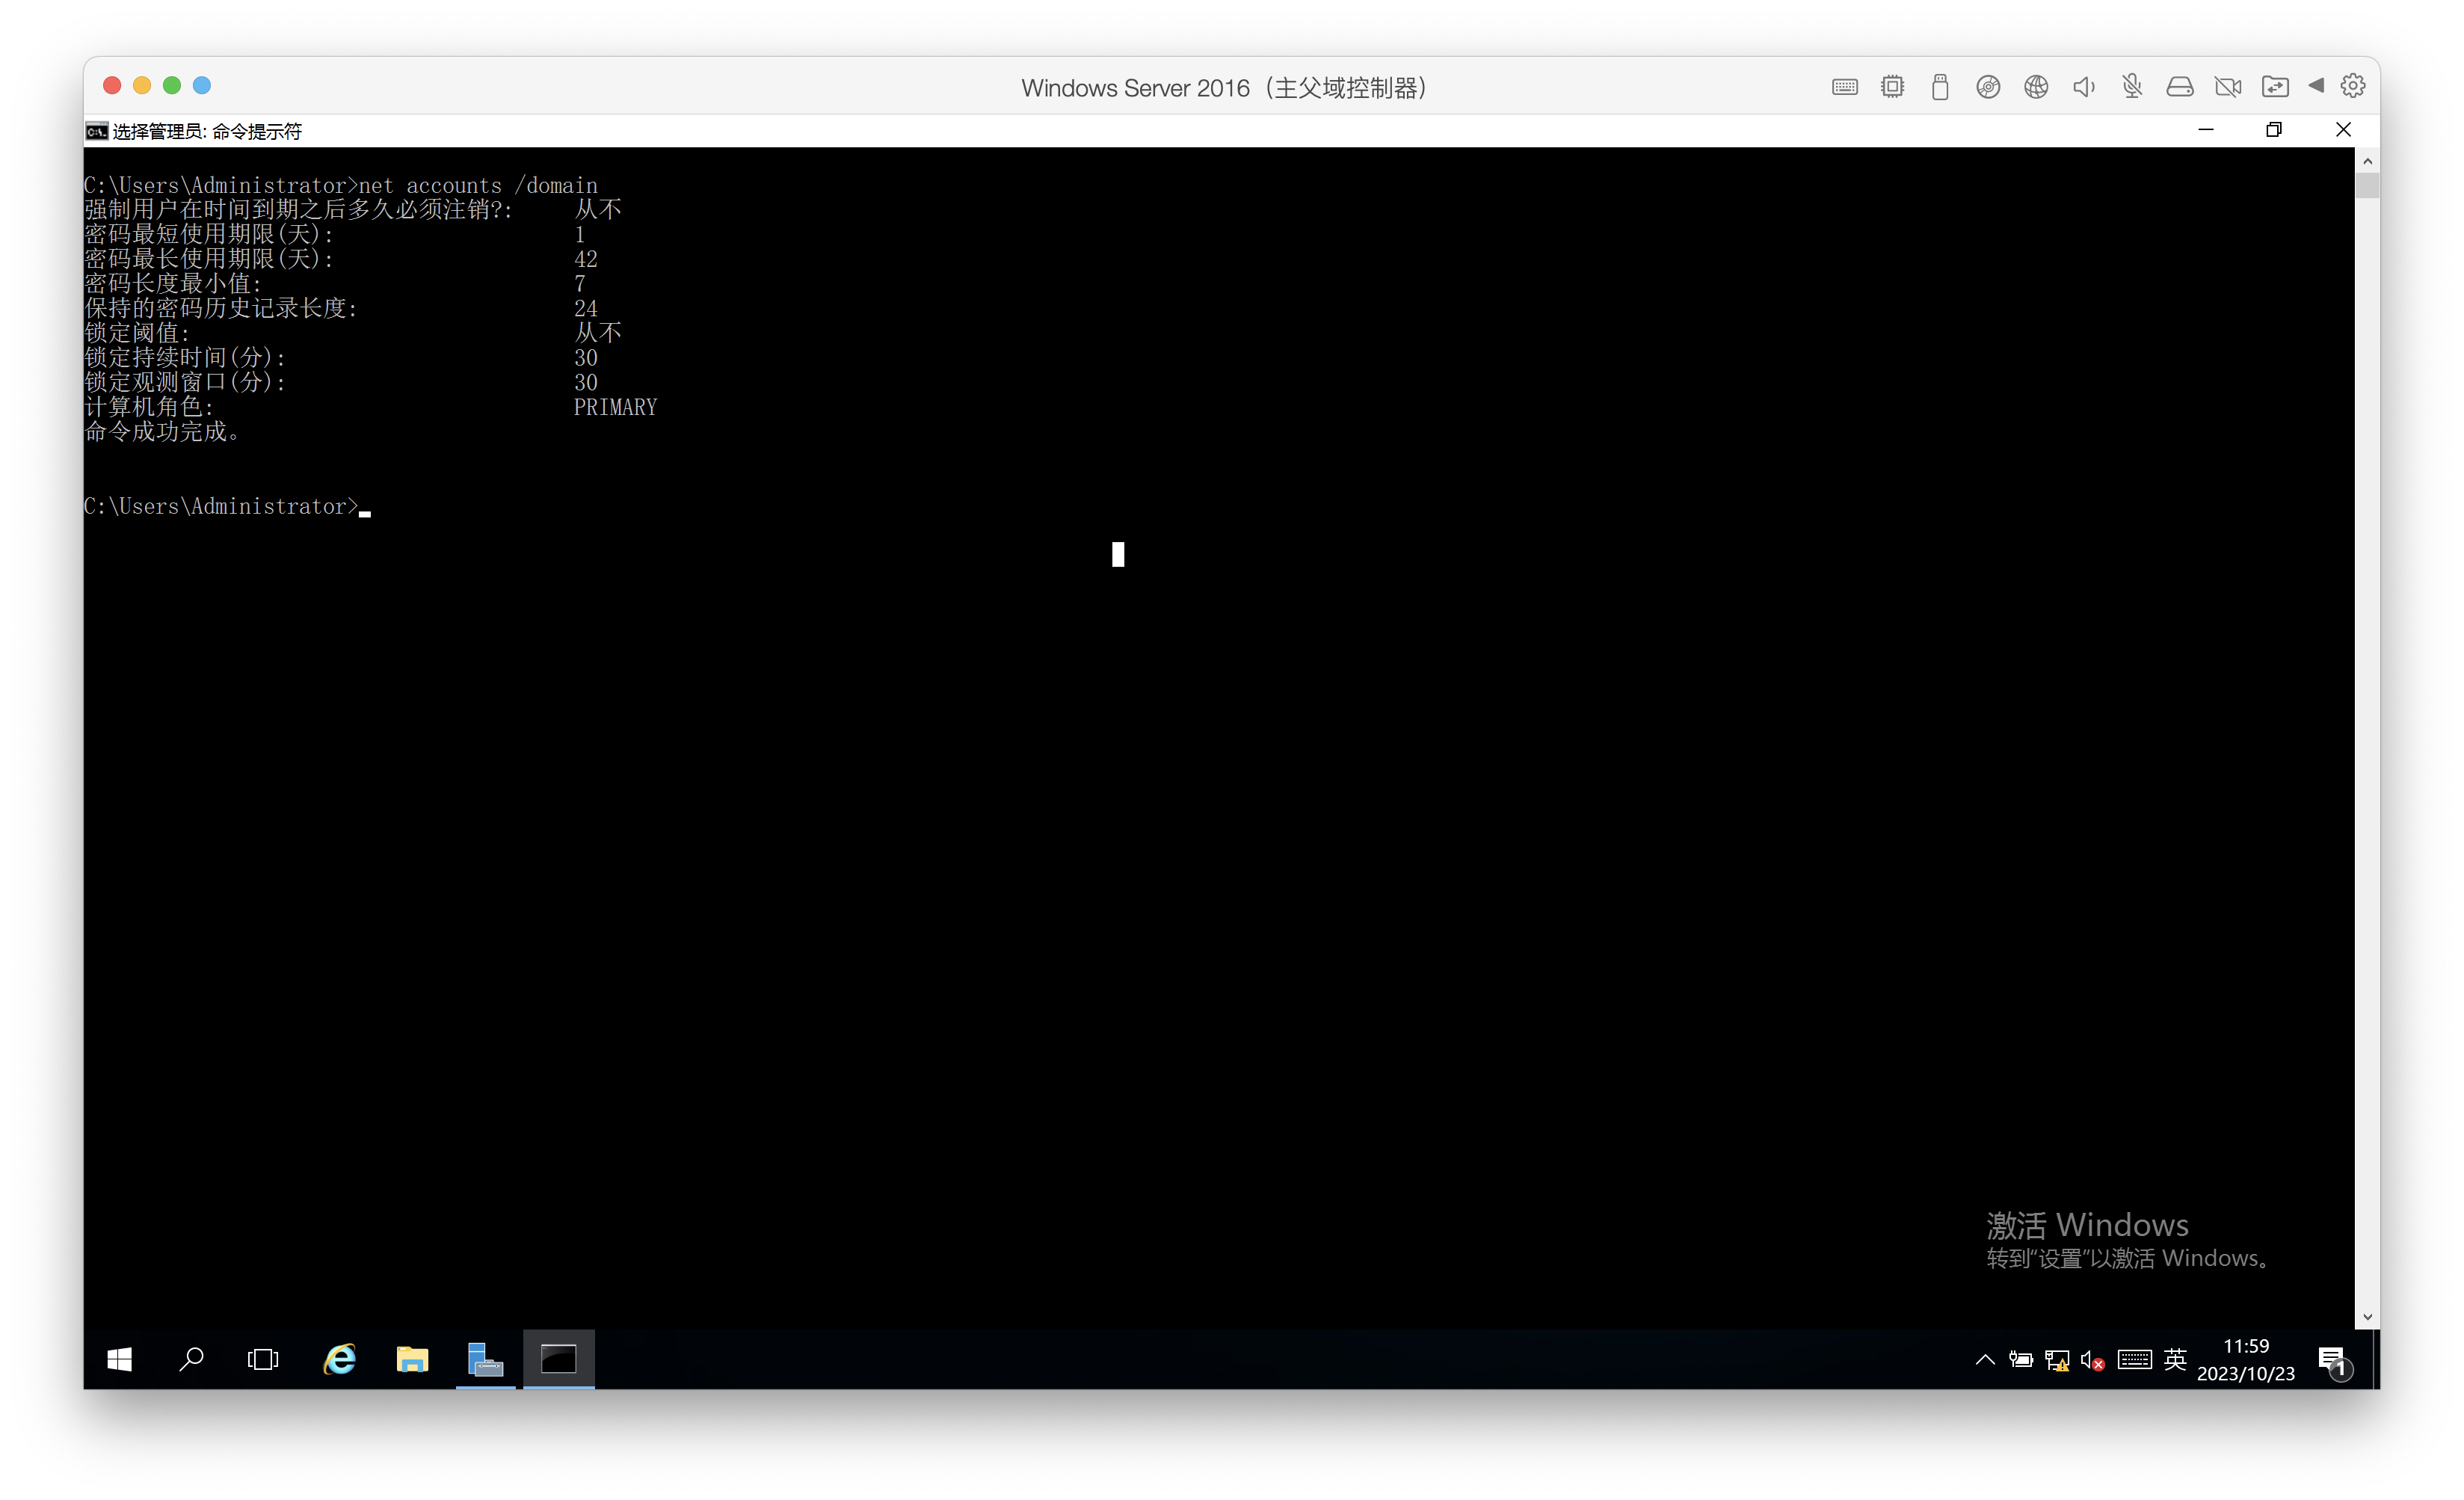 Windows Server 2016（主父域控制器）
选择管理员: 命令提示符
C:\Users\Administrator>net accounts /domain
强制用户在时间到期之后多久必须注销?:     从不
密码最短使用期限(天):                    1
密码最长使用期限(天):                    42
密码长度最小值:                          7
保持的密码历史记录长度:                  24
锁定阈值:                                从不
锁定持续时间(分):                        30
锁定观测窗口(分):                        30
计算机角色:                              PRIMARY
命令成功完成。
C:\Users\Administrator>
激活 Windows
转到“设置”以激活 Windows。
英
11:59
2023/10/23
1